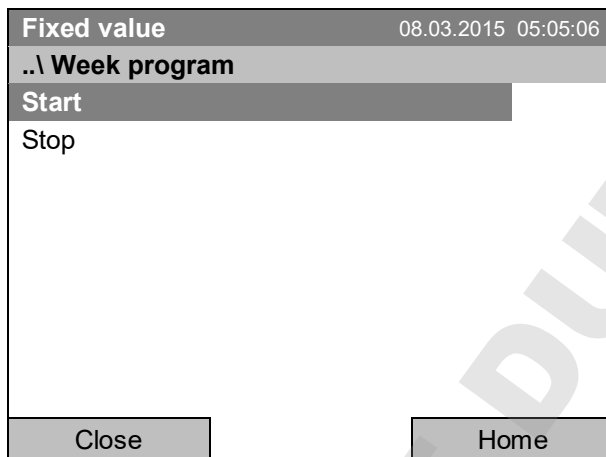 Fixed value 08.03.2015 05:05:06
..\ Week program
Start
Stop
Close Home